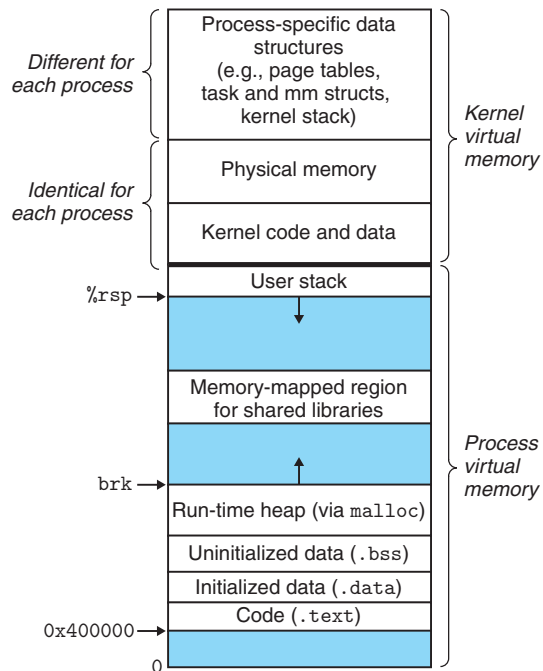 Process-specific data
structures
(e.g., page tables,
task and mm structs,
kernel stack)
Different for
each process
Physical memory
Kernel
virtual
memory
Identical for
each process
Kernel code and data
User stack
%rsp
Memory-mapped region
for shared libraries
Process
virtual
memory
brk
Run-time heap (via malloc)
Uninitialized data (.bss)
Initialized data (.data)
Code (.text)
0x400000
0